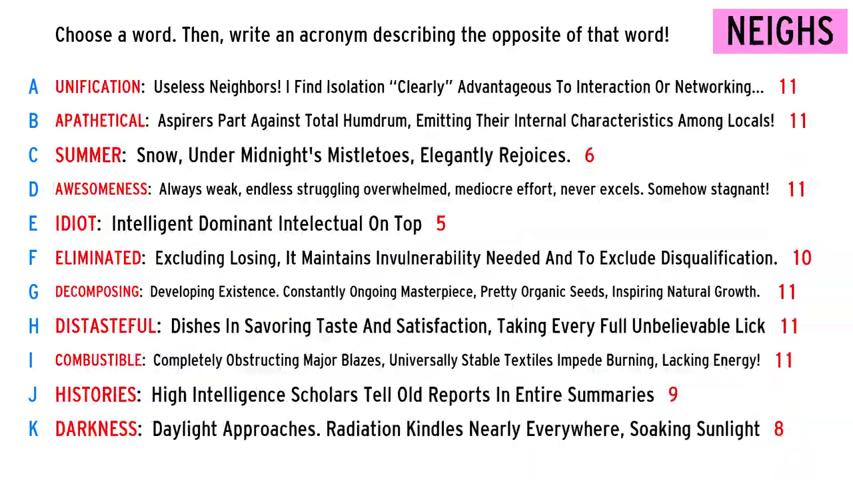 Choose a word. Then, write an acronym describing the opposite of that word!
NEIGHS
A UNIFICATION: Useless Neighbors! I Find Isolation “Clearly” Advantageous To Interaction Or Networking... 11
B APATHETICAL: Aspirers Part Against Total Humdrum, Emitting Their Internal Characteristics Among Locals! 11
C SUMMER: Snow, Under Midnight's Mistletoes, Elegantly Rejoices. 6
D AWESOMENESS: Always weak, endless struggling overwhelmed, mediocre effort, never excels. Somehow stagnant! 11
E IDIOT: Intelligent Dominant Intelectual On Top 5
F ELIMINATED: Excluding Losing, It Maintains Invulnerability Needed And To Exclude Disqualification. 10
G DECOMPOSING: Developing Existence. Constantly Ongoing Masterpiece, Pretty Organic Seeds, Inspiring Natural Growth. 11
H DISTASTEFUL: Dishes In Savoring Taste And Satisfaction, Taking Every Full Unbelievable Lick 11
I COMBUSTIBLE: Completely Obstructing Major Blazes, Universally Stable Textiles Impede Burning, Lacking Energy! 11
J HISTORIES: High Intelligence Scholars Tell Old Reports In Entire Summaries 9
K DARKNESS: Daylight Approaches. Radiation Kindles Nearly Everywhere, Soaking Sunlight 8